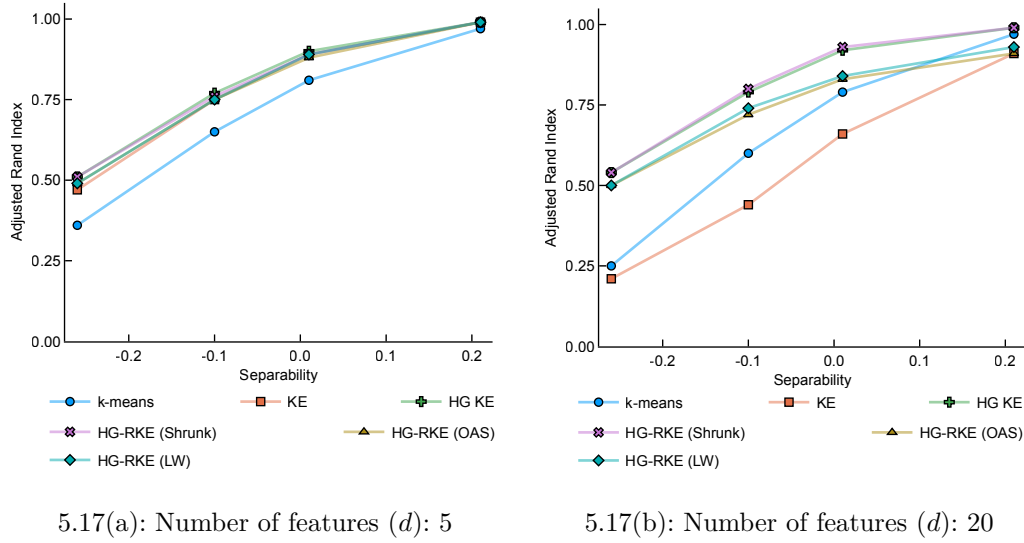 1.00
0.75
0.50
0.25
0.00
Adjusted Rand Index
-0.2 -0.1 0.0 0.1 0.2
Separability
k-means KE HG KE
HG-RKE (Shrunk) HG-RKE (OAS)
HG-RKE (LW)
5.17(a): Number of features (d): 5
1.00
0.75
0.50
0.25
0.00
Adjusted Rand Index
-0.2 -0.1 0.0 0.1 0.2
Separability
k-means KE HG KE
HG-RKE (Shrunk) HG-RKE (OAS)
HG-RKE (LW)
5.17(b): Number of features (d): 20